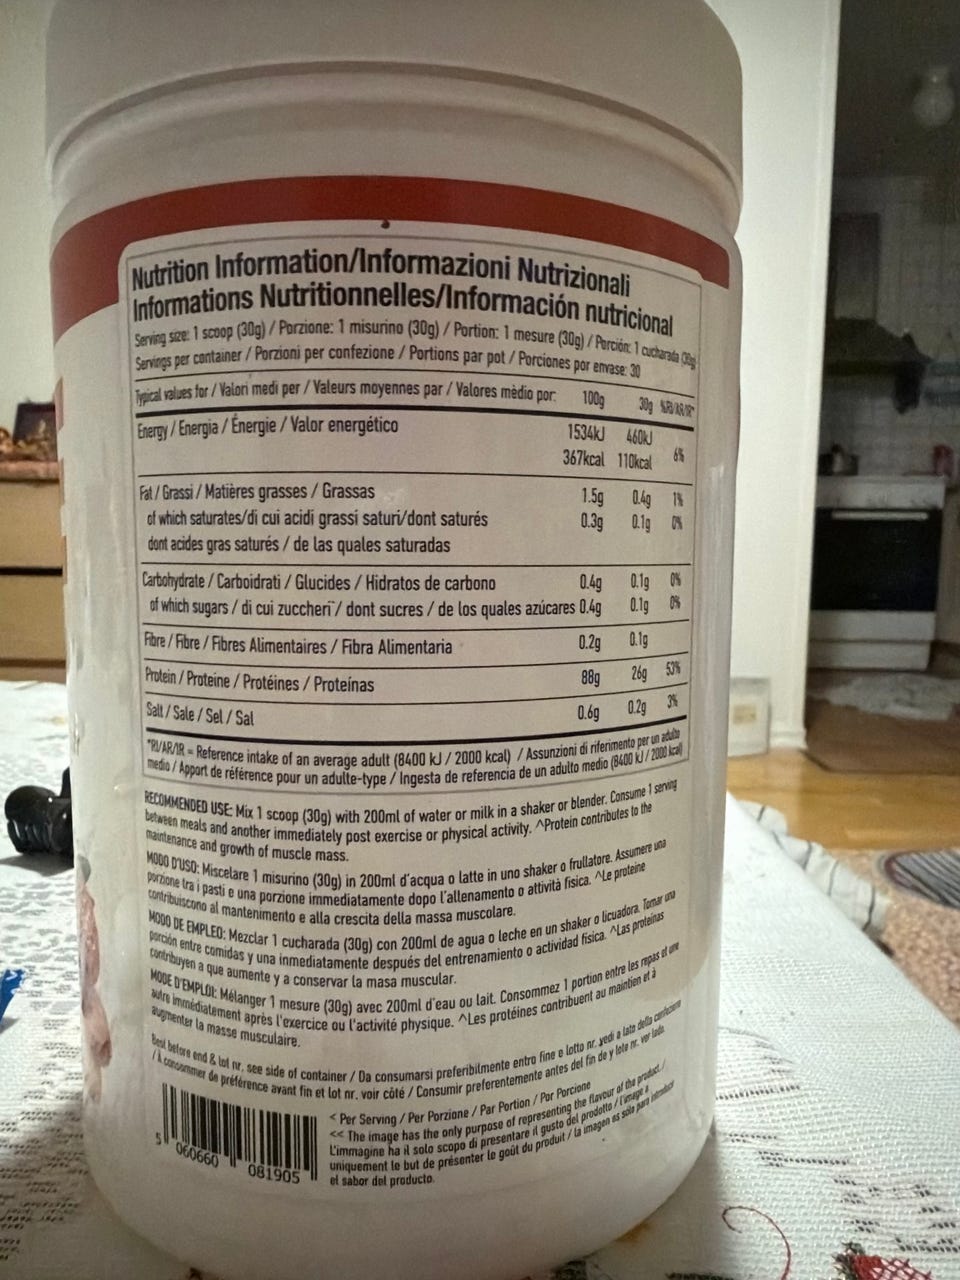 Nutrition Information/Informazioni Nutrizionali
Informations Nutritionnelles/Información nutricional
Serving size: 1 scoop (30g) / Porzione: 1 misurino (30g) / Portion: 1 mesure (30g) / Porción: 1 cucharada (30g)
Servings per container / Porzioni per confezione / Portions par pot / Porciones por envase: 30
Typical values for / Valori medi per / Valeurs moyennes par / Valores mèdio por: 100g 30g %RI/AR/IR*
Energy / Energia / Énergie / Valor energético 1534kJ 460kJ
367kcal 110kcal 6%
Fat / Grassi / Matières grasses / Grassas 1.5g 0.4g 1%
of which saturates/di cui acidi grassi saturi/dont saturés 0.3g 0.1g 0%
dont acides gras saturés / de las quales saturadas
Carbohydrate / Carboidrati / Glucides / Hidratos de carbono 0.4g 0.1g 0%
of which sugars / di cui zuccheri / dont sucres / de los quales azúcares 0.4g 0.1g 0%
Fibre / Fibre / Fibres Alimentaires / Fibra Alimentaria 0.2g 0.1g
Protein / Proteine / Protéines / Proteínas 88g 26g 53%
Salt / Sale / Sel / Sal 0.6g 0.2g 3%
*RI/AR/IR = Reference intake of an average adult (8400 kJ / 2000 kcal) / Assunzioni di riferimento per un adulto
medio / Apport de référence pour un adulte-type / Ingesta de referencia de un adulto medio (8400 kJ / 2000 kcal)
RECOMMENDED USE: Mix 1 scoop (30g) with 200ml of water or milk in a shaker or blender. Consume 1 serving
between meals and another immediately post exercise or physical activity. ^Protein contributes to the
maintenance and growth of muscle mass.
MODO D'USO: Miscelare 1 misurino (30g) in 200ml d'acqua o latte in uno shaker o frullatore. Assumere una
porzione tra i pasti e una porzione immediatamente dopo l'allenamento o attività fisica. ^Le proteine
contribuiscono al mantenimento e alla crescita della massa muscolare.
MODO DE EMPLEO: Mezclar 1 cucharada (30g) con 200ml de agua o leche en un shaker o licuadora. Tomar una
porción entre comidas y una inmediatamente después del entrenamiento o actividad física. ^Las proteínas
contribuyen a que aumente y a conservar la masa muscular.
MODE D'EMPLOI: Mélanger 1 mesure (30g) avec 200ml d'eau ou lait. Consommez 1 portion entre les repas et une
autre immédiatement après l'exercice ou l'activité physique. ^Les protéines contribuent au maintien et à
augmenter la masse musculaire.
Best before end & lot nr. see side of container / Da consumarsi preferibilmente entro fine e lotto nr. vedi a lato della confezione
/ À consommer de préférence avant fin et lot nr. voir côté / Consumir preferentemente antes del fin de y lote nr. ver lado.
< Per Serving / Per Porzione / Par Portion / Por Porcione
<< The image has the only purpose of representing the flavour of the product. /
L'immagine ha il solo scopo di presentare il gusto del prodotto / l'image a
uniquement le but de présenter le goût du produit / la imagen es sólo para introducir
el sabor del producto.
5 060660 081905